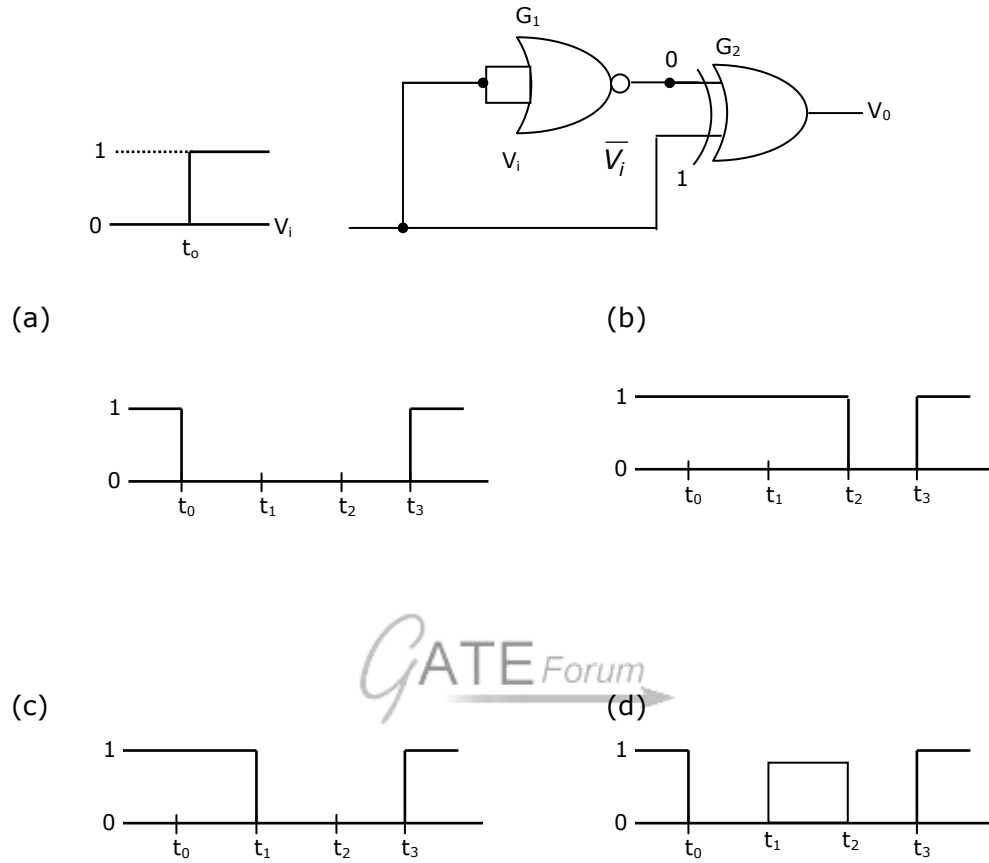 G1
G2
0
V0
1
Vi
V̅i̅
1
0
Vi
to
(a)
(b)
1
0
t0 t1 t2 t3
1
0
t0 t1 t2 t3
GATE Forum
(c)
(d)
1
0
t0 t1 t2 t3
1
0
t0 t1 t2 t3